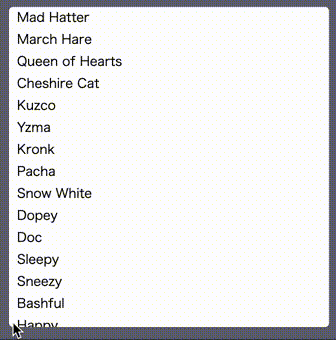 Mad Hatter
March Hare
Queen of Hearts
Cheshire Cat
Kuzco
Yzma
Kronk
Pacha
Snow White
Dopey
Doc
Sleepy
Sneezy
Bashful
Happy